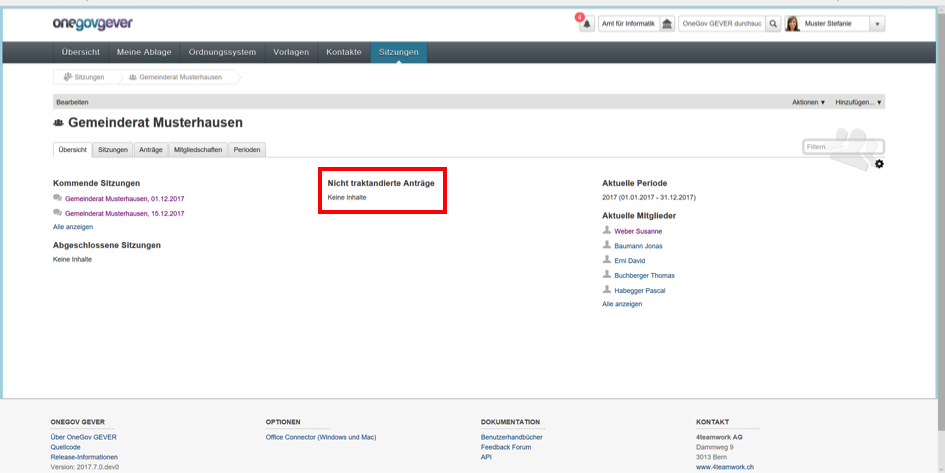 onegovgever
4
Amt für Informatik
OneGov GEVER durchsuc
Muster Stefanie
Übersicht
Meine Ablage
Ordnungssystem
Vorlagen
Kontakte
Sitzungen
Sitzungen
Gemeinderat Musterhausen
Bearbeiten
Aktionen ▼
Hinzufügen... ▼
Gemeinderat Musterhausen
Übersicht
Sitzungen
Anträge
Mitgliedschaften
Perioden
Filtern
Kommende Sitzungen
Gemeinderat Musterhausen, 01.12.2017
Gemeinderat Musterhausen, 15.12.2017
Alle anzeigen
Abgeschlossene Sitzungen
Keine Inhalte
Nicht traktandierte Anträge
Keine Inhalte
Aktuelle Periode
2017 (01.01.2017 - 31.12.2017)
Aktuelle Mitglieder
Weber Susanne
Baumann Jonas
Erni David
Buchberger Thomas
Habegger Pascal
Alle anzeigen
ONEGOV GEVER
Über OneGov GEVER
Quellcode
Release-Informationen
Version: 2017.7.0.dev0
OPTIONEN
Office Connector (Windows und Mac)
DOKUMENTATION
Benutzerhandbücher
Feedback Forum
API
KONTAKT
4teamwork AG
Dammweg 9
3013 Bern
www.4teamwork.ch